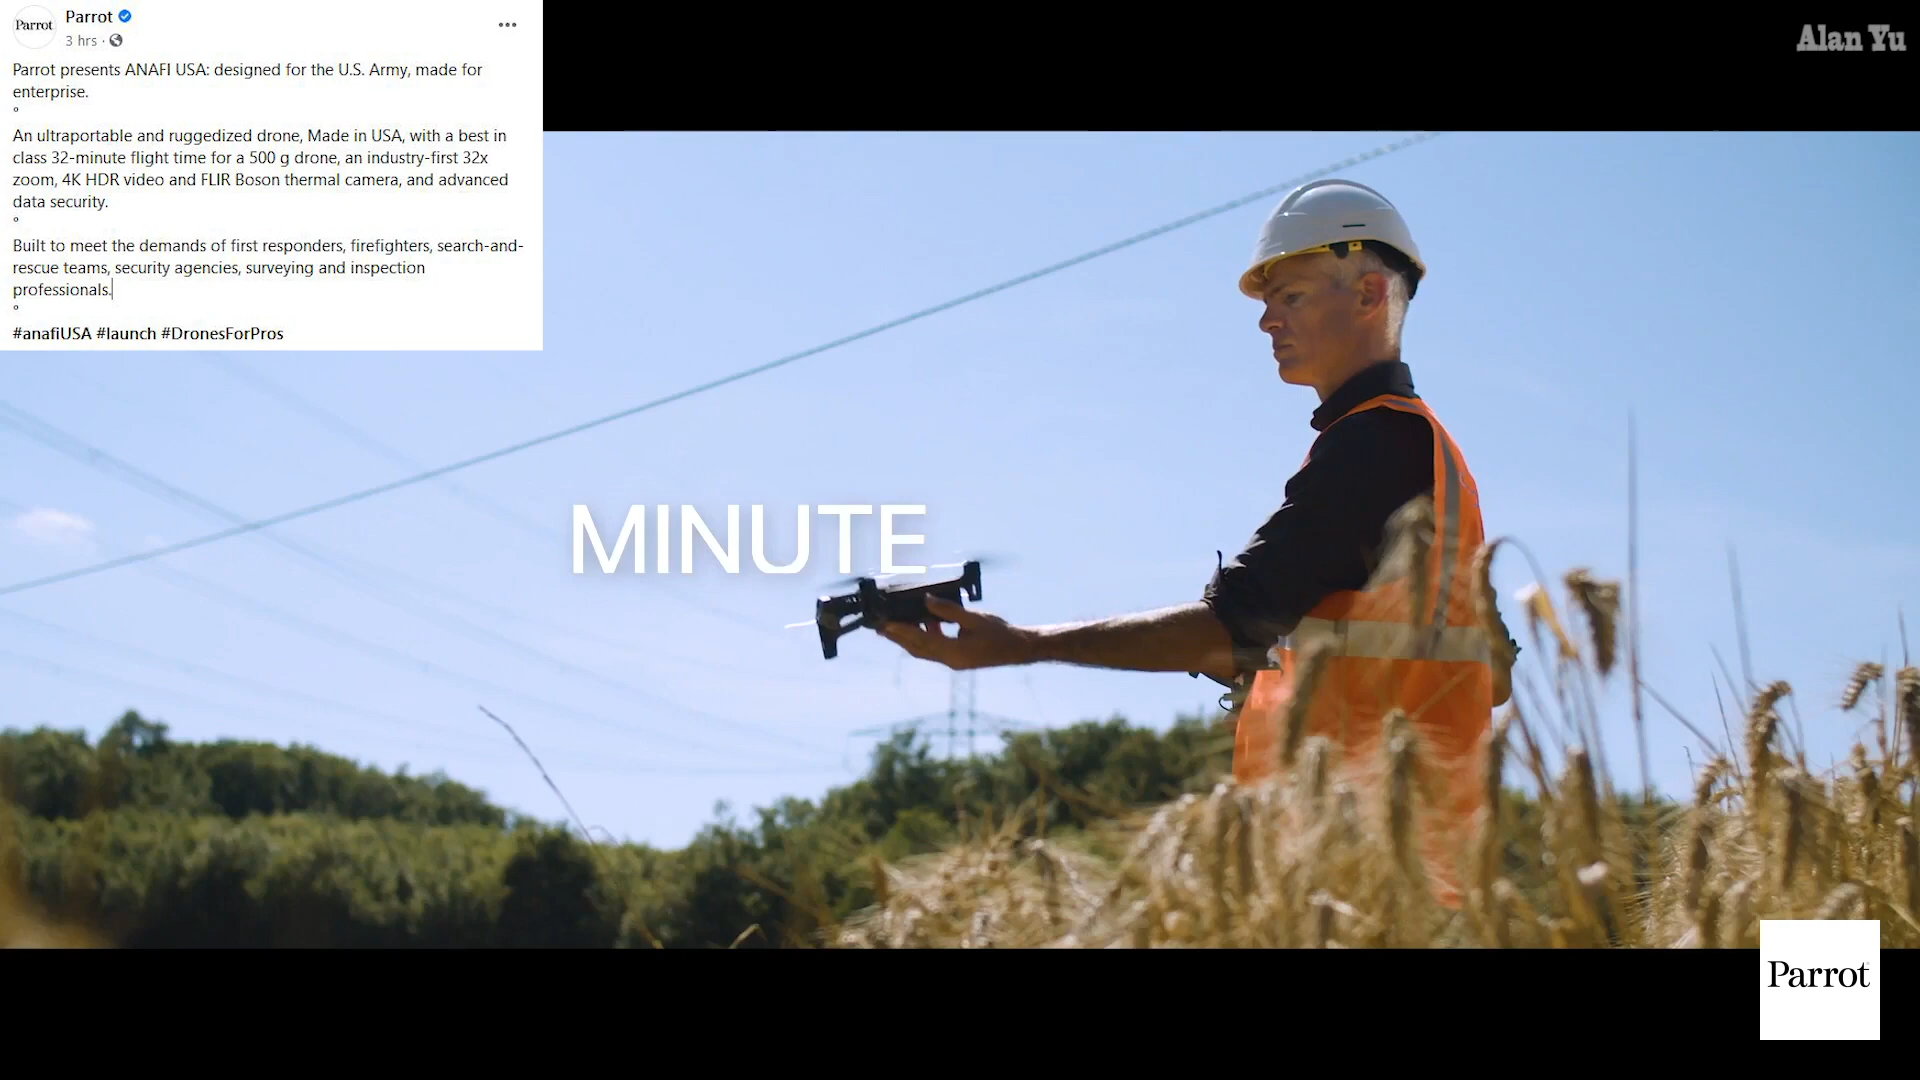 Parrot
Parrot
3 hrs ·
Parrot presents ANAFI USA: designed for the U.S. Army, made for
enterprise.
°
An ultraportable and ruggedized drone, Made in USA, with a best in
class 32-minute flight time for a 500 g drone, an industry-first 32x
zoom, 4K HDR video and FLIR Boson thermal camera, and advanced
data security.
°
Built to meet the demands of first responders, firefighters, search-and-
rescue teams, security agencies, surveying and inspection
professionals.
°
#anafiUSA #launch #DronesForPros
Alan Yu
MINUTE
Parrot